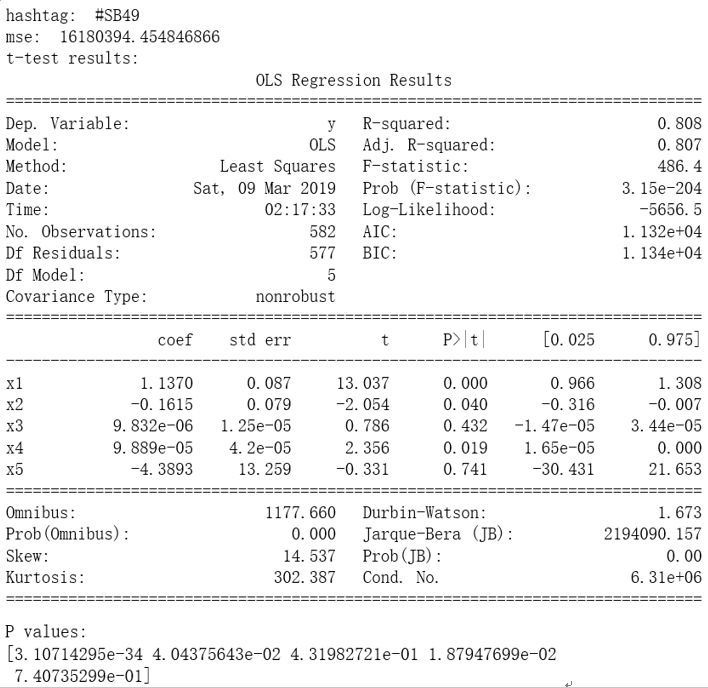 hashtag:  #SB49
mse:  16180394.454846866
t-test results:
                            OLS Regression Results
==============================================================================
Dep. Variable:                      y   R-squared:                       0.808
Model:                            OLS   Adj. R-squared:                  0.807
Method:                 Least Squares   F-statistic:                     486.4
Date:                Sat, 09 Mar 2019   Prob (F-statistic):          3.15e-204
Time:                        02:17:33   Log-Likelihood:                -5656.5
No. Observations:                 582   AIC:                         1.132e+04
Df Residuals:                     577   BIC:                         1.134e+04
Df Model:                           5
Covariance Type:            nonrobust
==============================================================================
                 coef    std err          t      P>|t|      [0.025      0.975]
------------------------------------------------------------------------------
x1             1.1370      0.087     13.037      0.000       0.966       1.308
x2            -0.1615      0.079     -2.054      0.040      -0.316      -0.007
x3          9.832e-06   1.25e-05      0.786      0.432   -1.47e-05    3.44e-05
x4          9.889e-05    4.2e-05      2.356      0.019    1.65e-05       0.000
x5            -4.3893     13.259     -0.331      0.741     -30.431      21.653
==============================================================================
Omnibus:                     1177.660   Durbin-Watson:                   1.673
Prob(Omnibus):                  0.000   Jarque-Bera (JB):          2194090.157
Skew:                          14.537   Prob(JB):                         0.00
Kurtosis:                     302.387   Cond. No.                     6.31e+06
==============================================================================
P values:
[3.10714295e-34 4.04375643e-02 4.31982721e-01 1.87947699e-02
 7.40735299e-01]